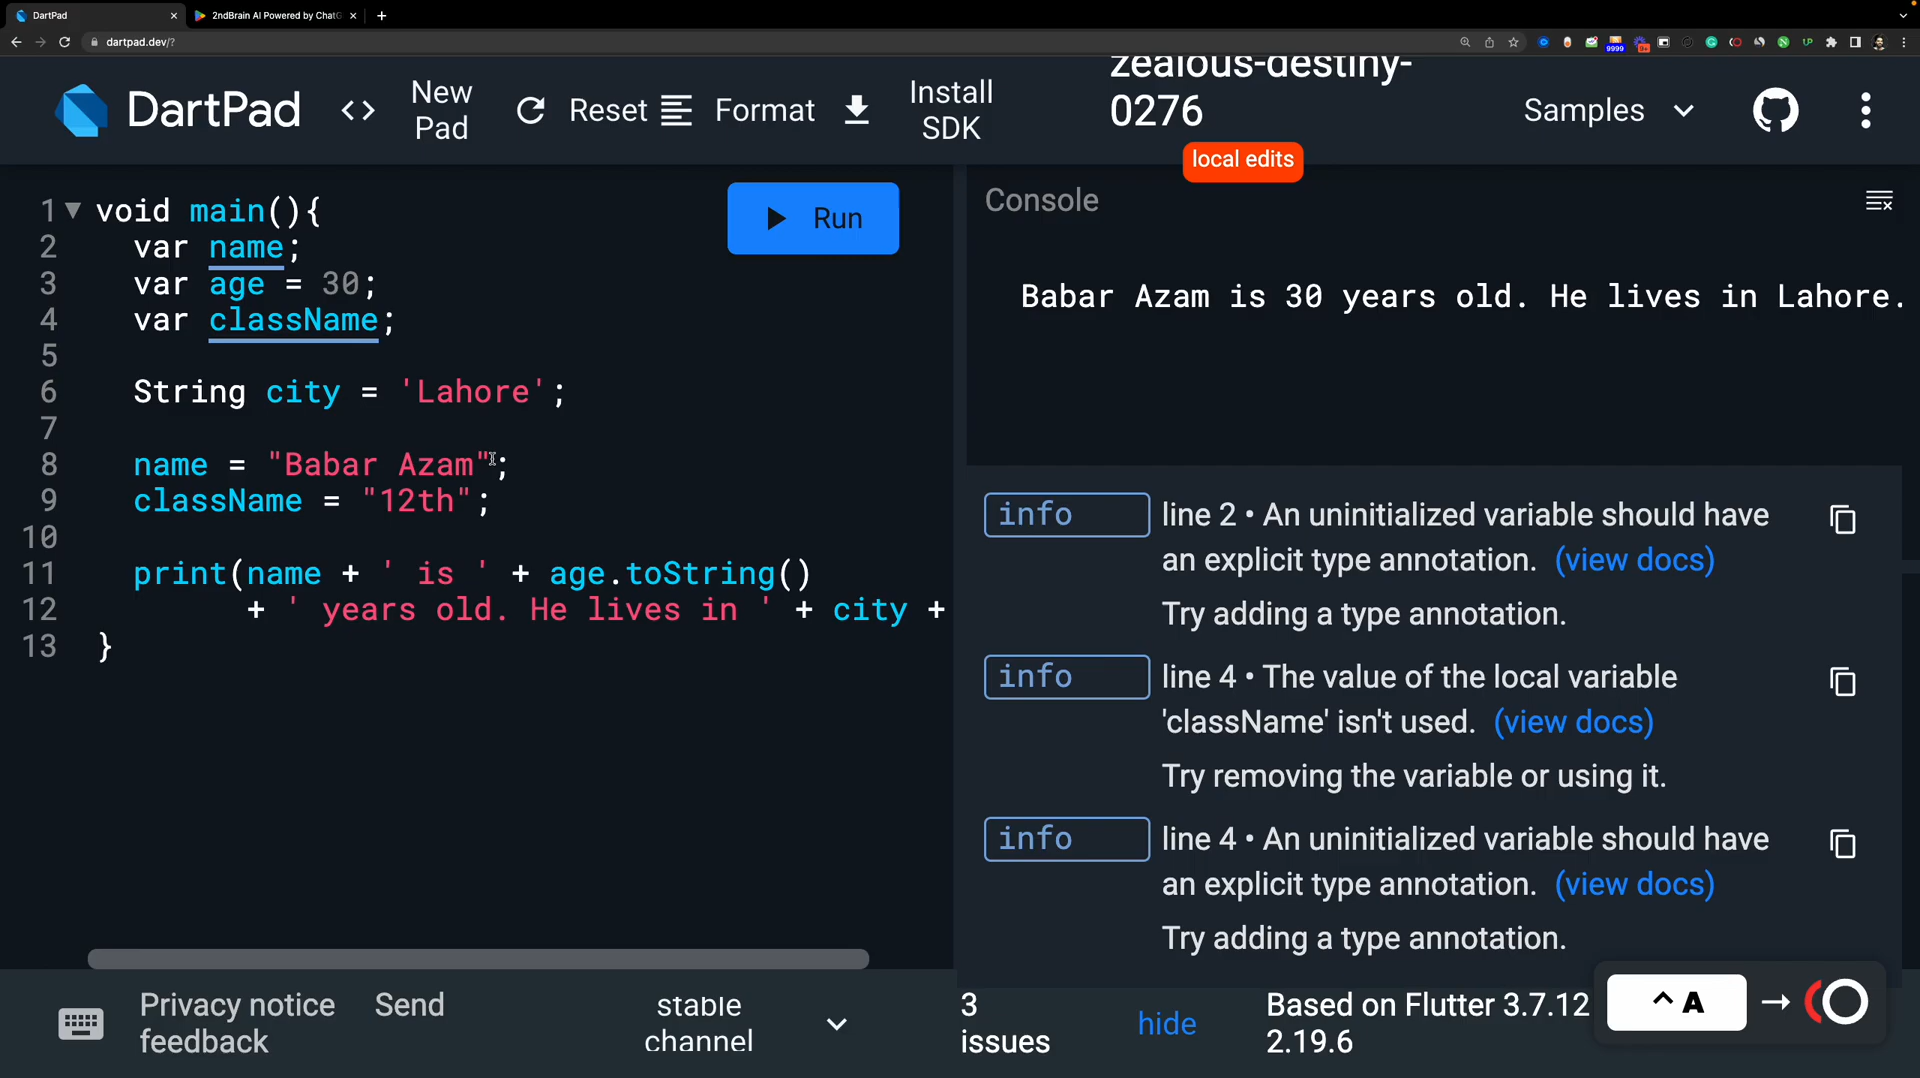 DartPad
2ndBrain AI Powered by ChatG
dartpad.dev/?
9999
DartPad
<> New Pad
Reset
Format
Install SDK
zealous-destiny-0276
local edits
Samples
Run
1 void main(){
2 var name;
3 var age = 30;
4 var className;
5
6 String city = 'Lahore';
7
8 name = "Babar Azam";
9 className = "12th";
10
11 print(name + ' is ' + age.toString()
12 + ' years old. He lives in ' + city +
13 }
Console
Babar Azam is 30 years old. He lives in Lahore.
info line 2 • An uninitialized variable should have
an explicit type annotation. (view docs)
Try adding a type annotation.
info line 4 • The value of the local variable
'className' isn't used. (view docs)
Try removing the variable or using it.
info line 4 • An uninitialized variable should have
an explicit type annotation. (view docs)
Try adding a type annotation.
Privacy notice Send
feedback
stable
channel
3
issues
hide
Based on Flutter 3.7.12
2.19.6
^ A →